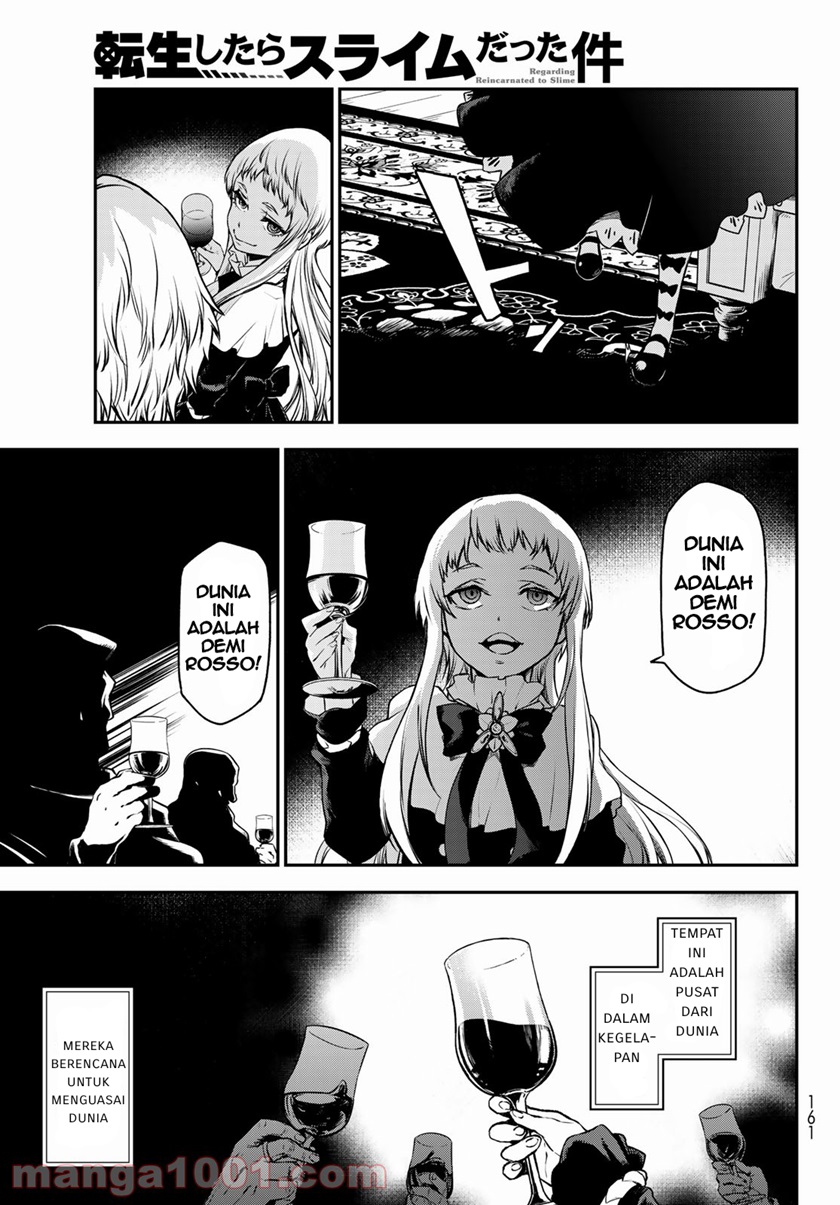 転生したらスライムだった件
Regarding
Reincarnated to Slime
ト
DUNIA
INI
ADALAH
DEMI
ROSSO!
DUNIA
INI
ADALAH
DEMI
ROSSO!
TEMPAT
INI
ADALAH
PUSAT
DARI
DUNIA
DI
DALAM
KEGELA-
PAN
MEREKA
BERENCANA
UNTUK
MENGUASAI
DUNIA
161
manga1001.com